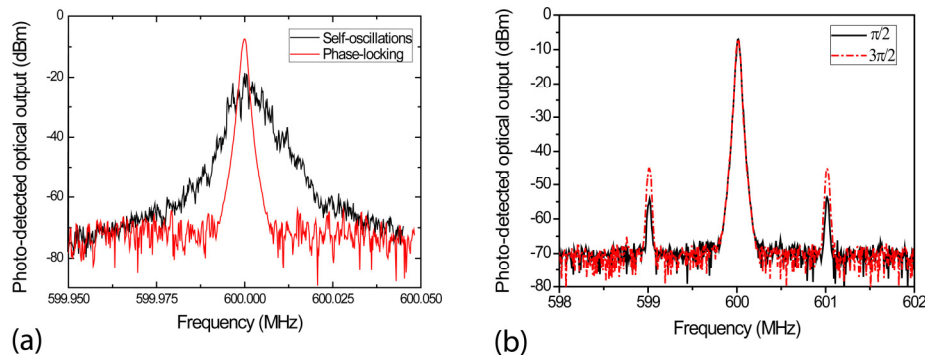 Photo-detected optical output (dBm)
0
-20
-40
-60
-80
Self-oscillations
Phase-locking
599.950
599.975
600.000
600.025
600.050
Frequency (MHz)
(a)
Photo-detected optical output (dBm)
0
-10
-20
-30
-40
-50
-60
-70
-80
π/2
3π/2
598
599
600
601
602
Frequency (MHz)
(b)